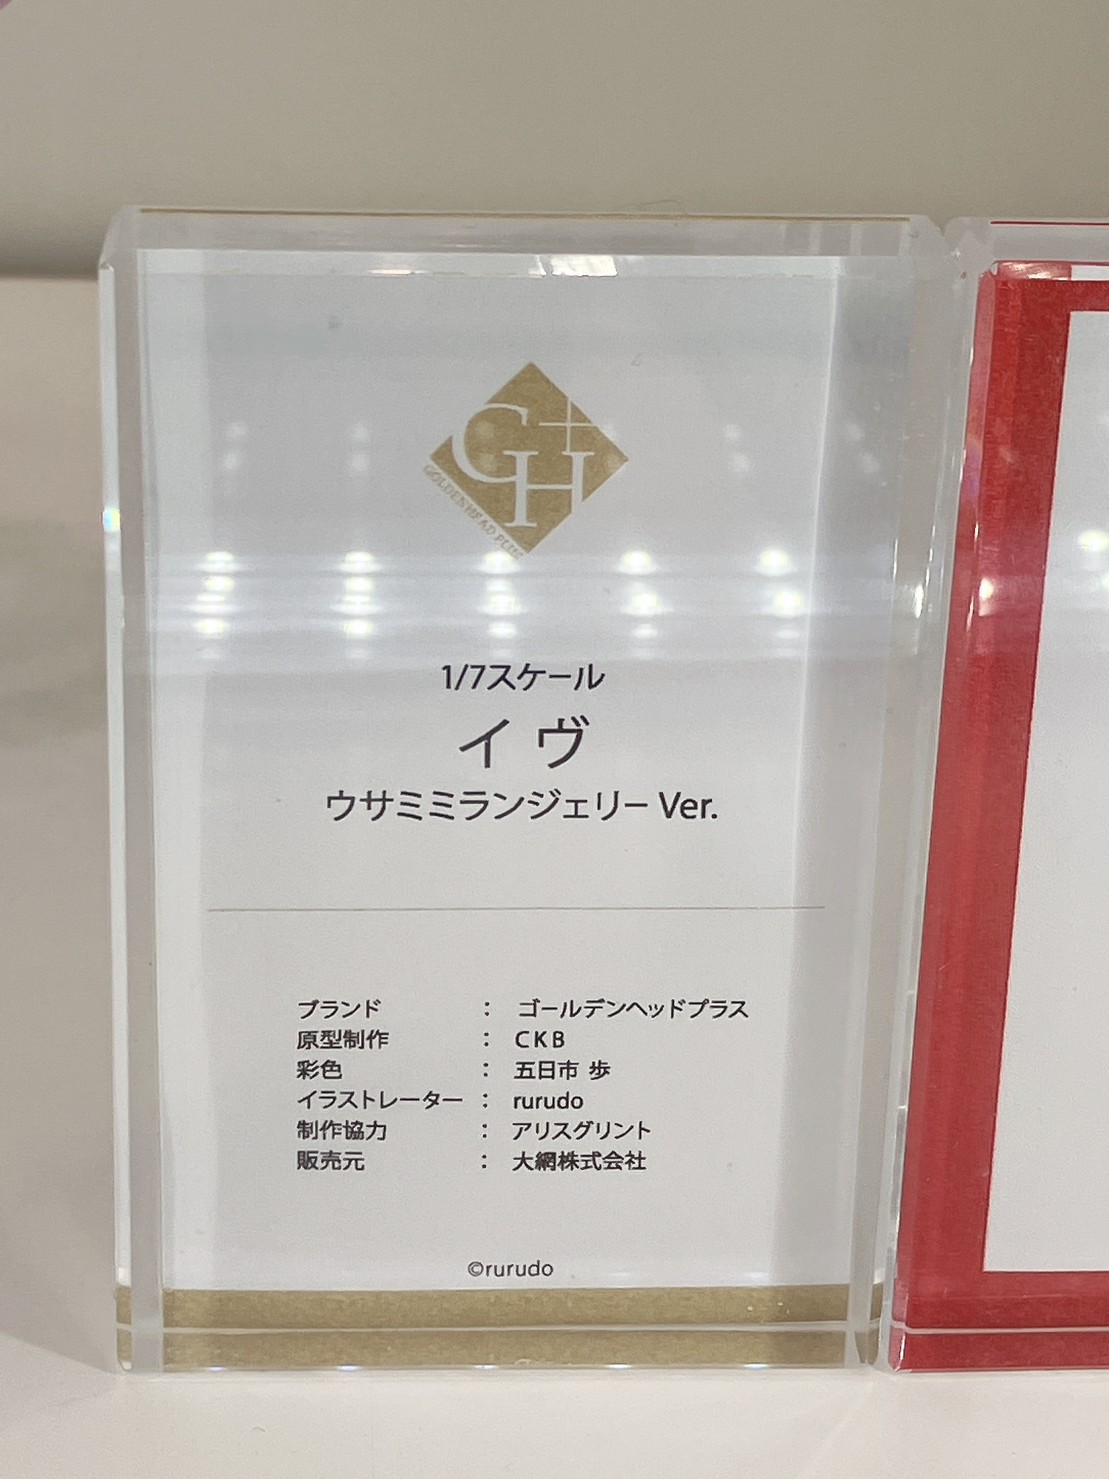 GH+
GOLDENHEAD PLUS
1/7スケール
イヴ
ウサミミランジェリー Ver.
ブランド : ゴールデンヘッドプラス
原型制作 : CKB
彩色 : 五日市 歩
イラストレーター : rurudo
制作協力 : アリスグリント
販売元 : 大網株式会社
©rurudo